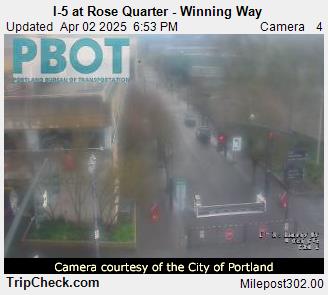 I-5 at Rose Quarter - Winning Way
Updated Apr 02 2025 6:53 PM Camera 4
PBOT
PORTLAND BUREAU OF TRANSPORTATION
Camera courtesy of the City of Portland
TripCheck.com Milepost302.00